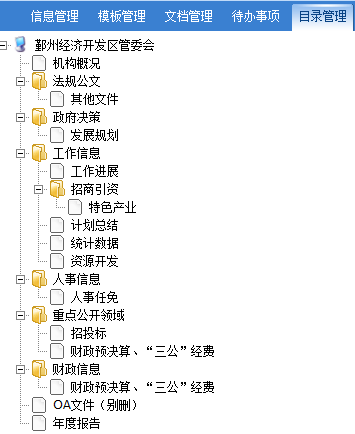 信息管理 模板管理 文档管理 待办事项 目录管理
鄞州经济开发区管委会
机构概况
法规公文
其他文件
政府决策
发展规划
工作信息
工作进展
招商引资
特色产业
计划总结
统计数据
资源开发
人事信息
人事任免
重点公开领域
招投标
财政预决算、“三公”经费
财政信息
财政预决算、“三公”经费
OA文件（别删）
年度报告